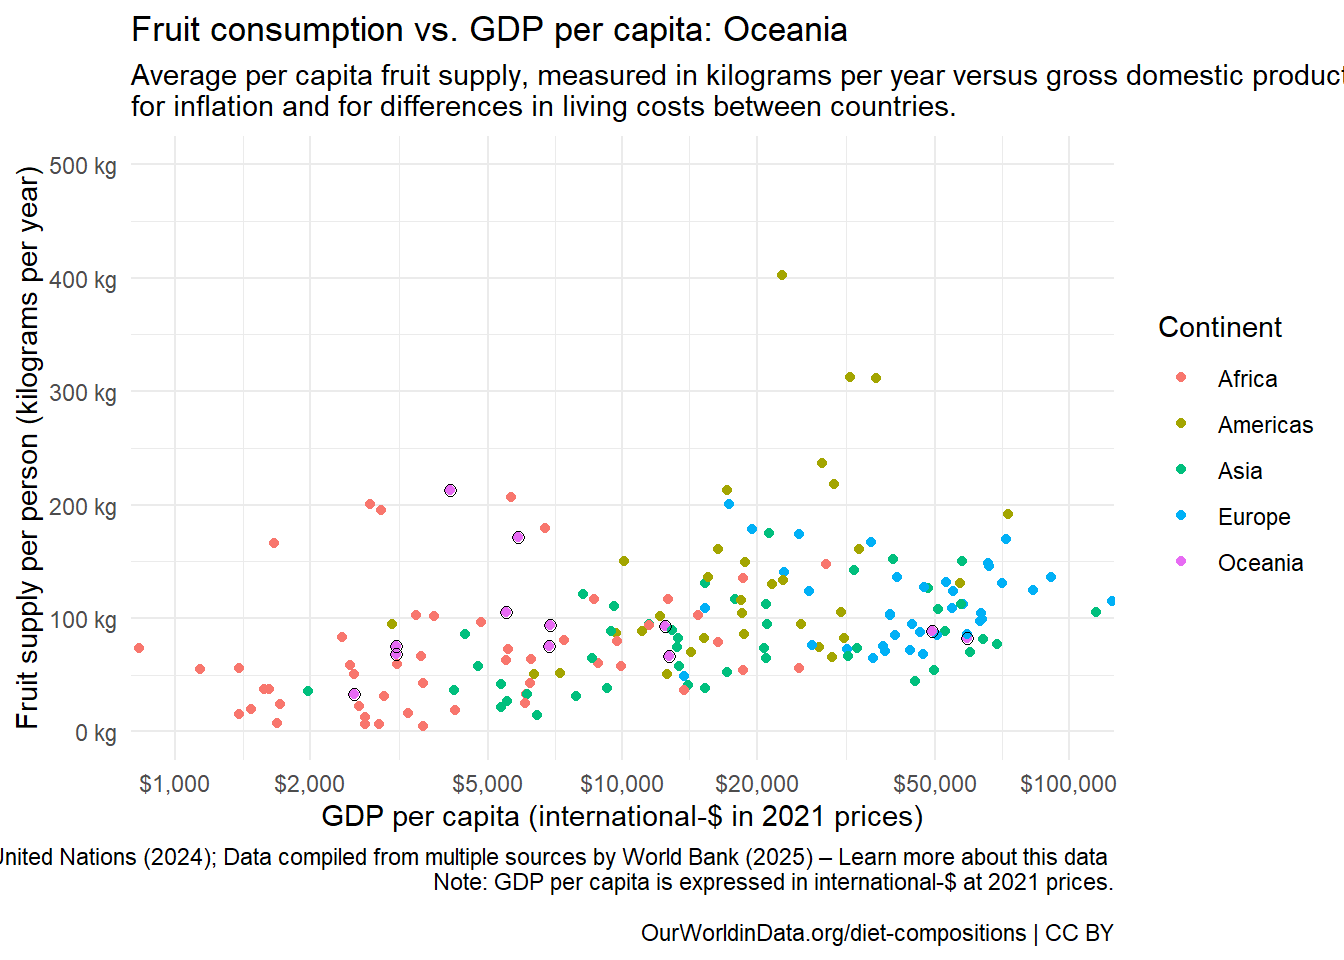 Fruit consumption vs. GDP per capita: Oceania
Average per capita fruit supply, measured in kilograms per year versus gross domestic product
for inflation and for differences in living costs between countries.
Fruit supply per person (kilograms per year)
500 kg
400 kg
300 kg
200 kg
100 kg
0 kg
$1,000
$2,000
$5,000
$10,000
$20,000
$50,000
$100,000
GDP per capita (international-$ in 2021 prices)
Continent
Africa
Americas
Asia
Europe
Oceania
United Nations (2024); Data compiled from multiple sources by World Bank (2025) – Learn more about this data
Note: GDP per capita is expressed in international-$ at 2021 prices.
OurWorldinData.org/diet-compositions | CC BY